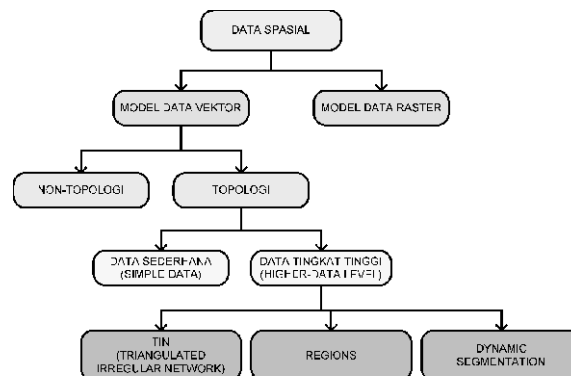 DATA SPASIAL
MODEL DATA VEKTOR
MODEL DATA RASTER
NON-TOPOLOGI
TOPOLOGI
DATA SEDERHANA
(SIMPLE DATA)
DATA TINGKAT TINGGI
(HIGHER-DATA LEVEL)
TIN
(TRIANGULATED
IRREGULAR NETWORK)
REGIONS
DYNAMIC
SEGMENTATION